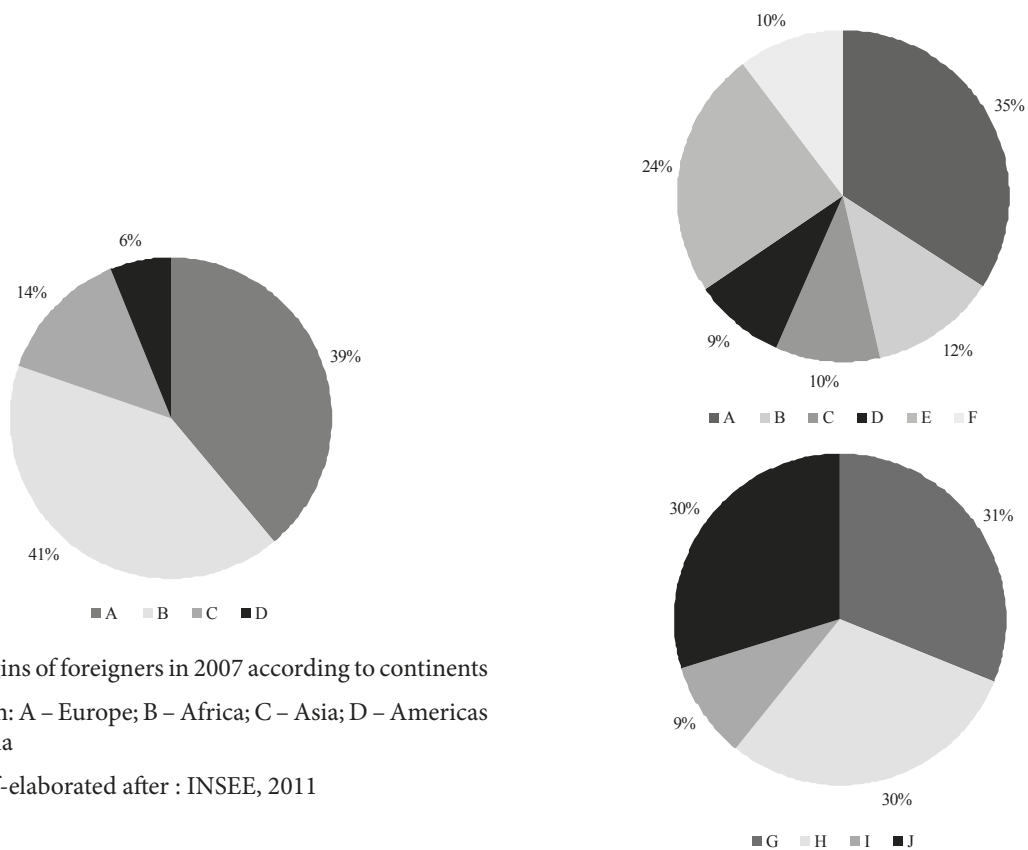 6%
14%
39%
41%
A B C D
ins of foreigners in 2007 according to continents
: A – Europe; B – Africa; C – Asia; D – Americas
-elaborated after : INSEE, 2011
10%
35%
24%
9%
12%
10%
A B C D E F
30%
31%
9%
30%
G H I J